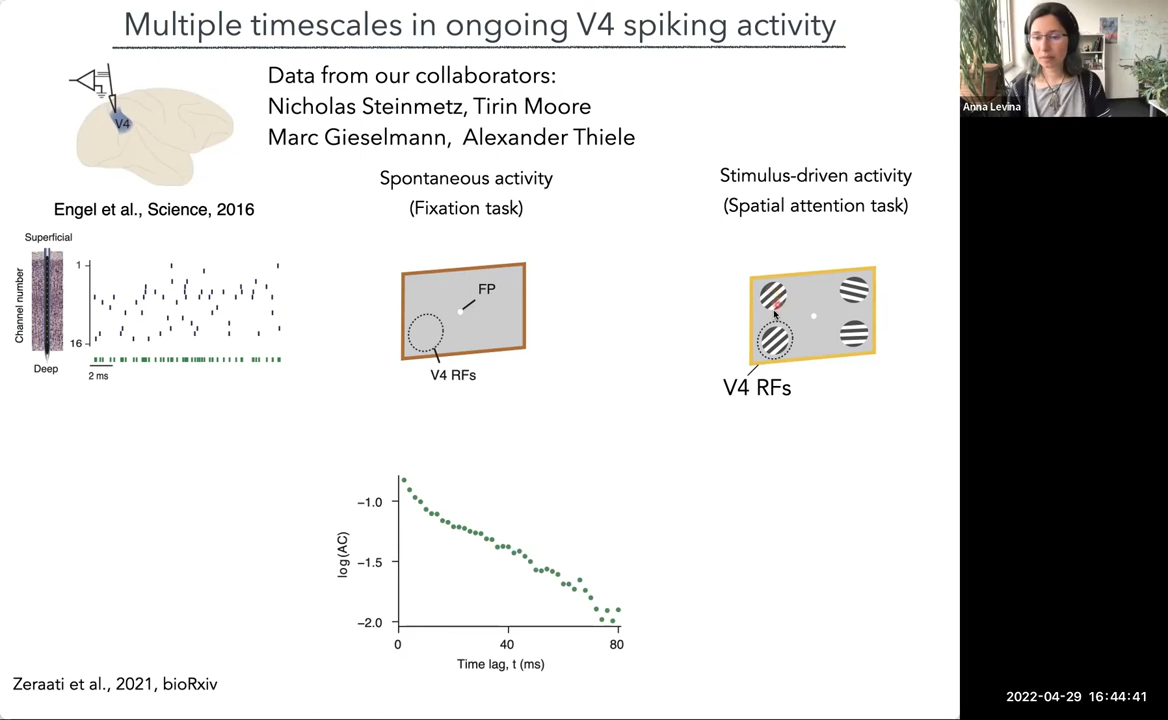 Multiple timescales in ongoing V4 spiking activity
V4
Data from our collaborators:
Nicholas Steinmetz, Tirin Moore
Marc Gieselmann, Alexander Thiele
Engel et al., Science, 2016
Superficial
Channel number
Deep
1
16
2 ms
Spontaneous activity
(Fixation task)
FP
V4 RFs
Stimulus-driven activity
(Spatial attention task)
V4 RFs
log(AC)
−1.0
−1.5
−2.0
0
40
80
Time lag, t (ms)
Zeraati et al., 2021, bioRxiv
Anna Levina
2022-04-29 16:44:41